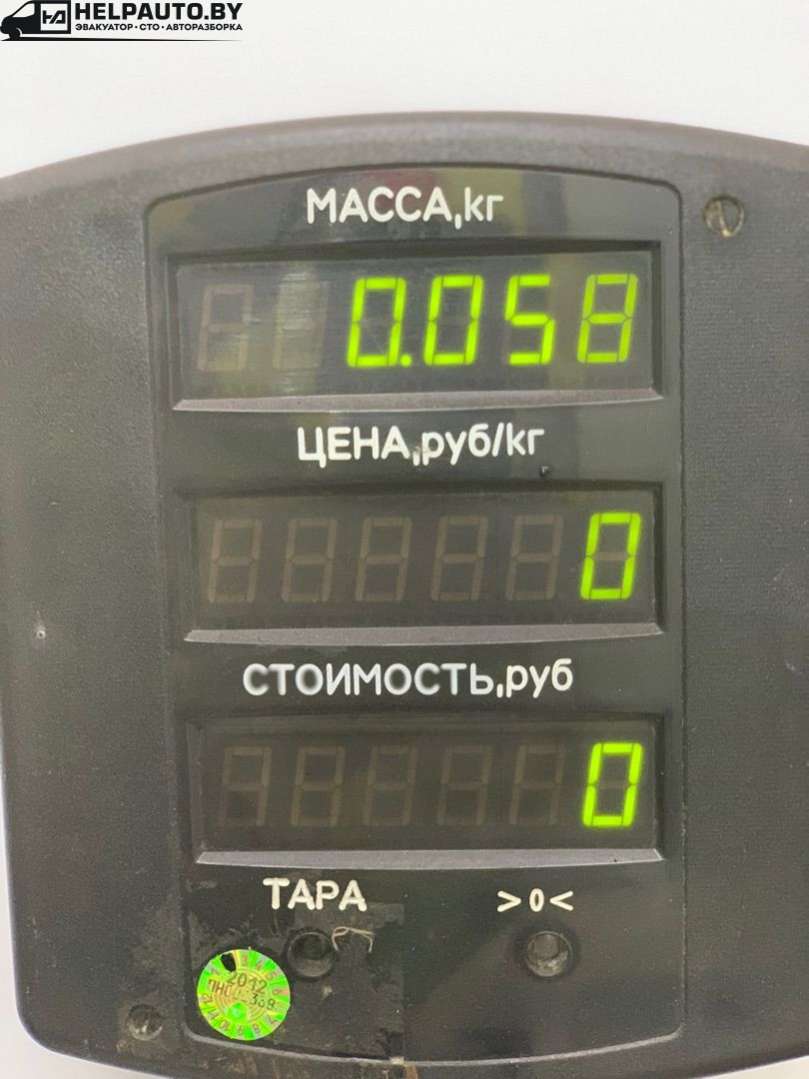 HELPAUTO.BY
ЭВАКУАТОР • СТО • АВТОРАЗБОРКА
МАССА,кг
0.058
ЦЕНА,руб/кг
0
СТОИМОСТЬ,руб
0
ТАРА >0<
2012